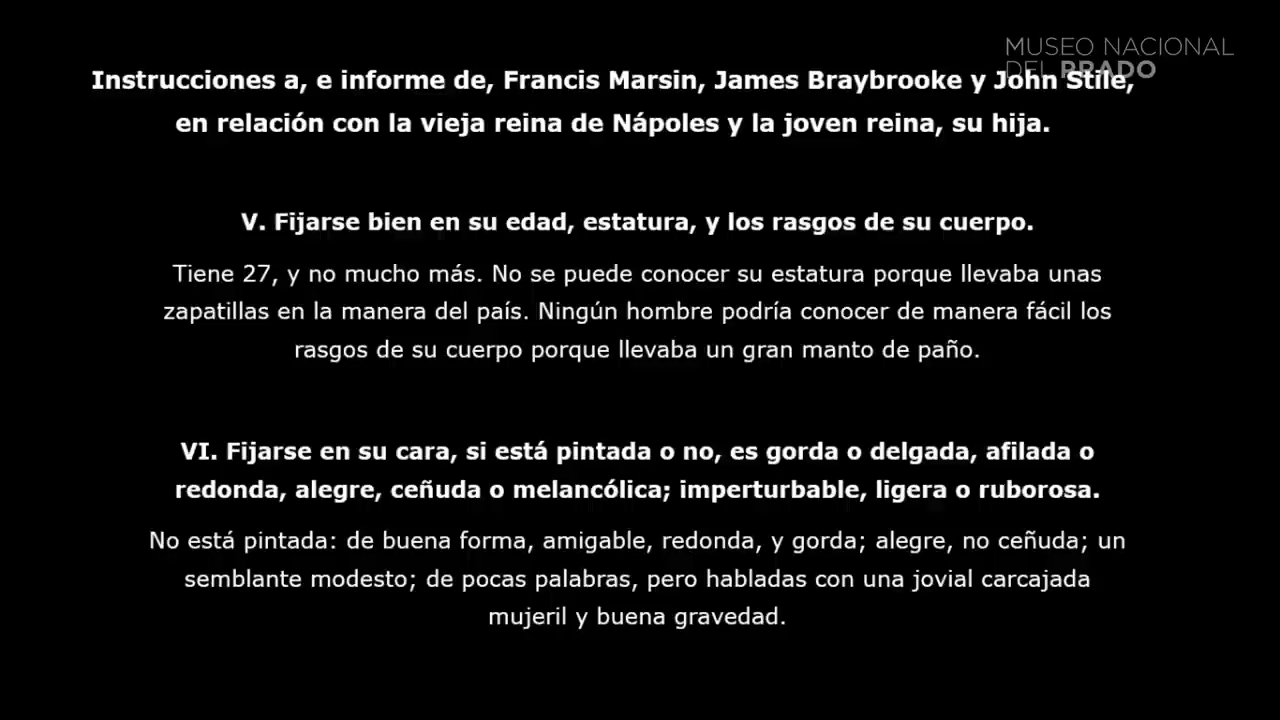 MUSEO NACIONAL
DEL PRADO
Instrucciones a, e informe de, Francis Marsin, James Braybrooke y John Stile,
en relación con la vieja reina de Nápoles y la joven reina, su hija.
V. Fijarse bien en su edad, estatura, y los rasgos de su cuerpo.
Tiene 27, y no mucho más. No se puede conocer su estatura porque llevaba unas
zapatillas en la manera del país. Ningún hombre podría conocer de manera fácil los
rasgos de su cuerpo porque llevaba un gran manto de paño.
VI. Fijarse en su cara, si está pintada o no, es gorda o delgada, afilada o
redonda, alegre, ceñuda o melancólica; imperturbable, ligera o ruborosa.
No está pintada: de buena forma, amigable, redonda, y gorda; alegre, no ceñuda; un
semblante modesto; de pocas palabras, pero habladas con una jovial carcajada
mujeril y buena gravedad.